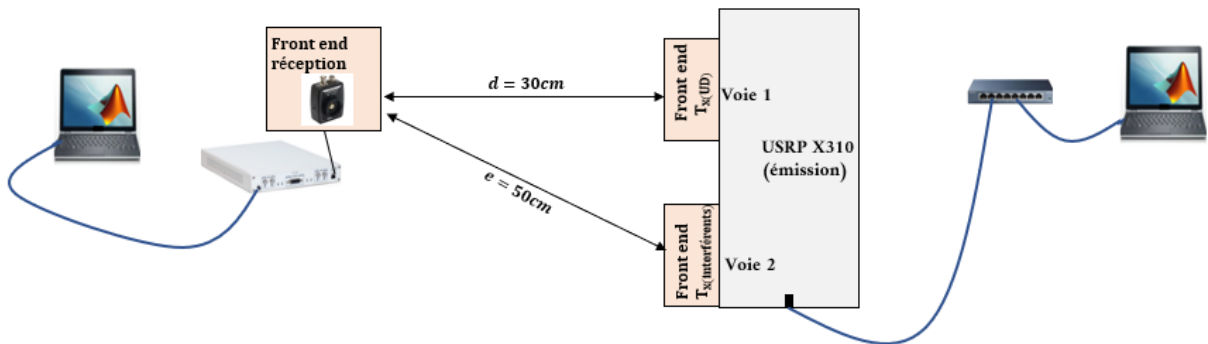 Front end
réception
d = 30cm
e = 50cm
Front end
TX(UD)
Voie 1
USRP X310
(émission)
Front end
TX(Interférents)
Voie 2